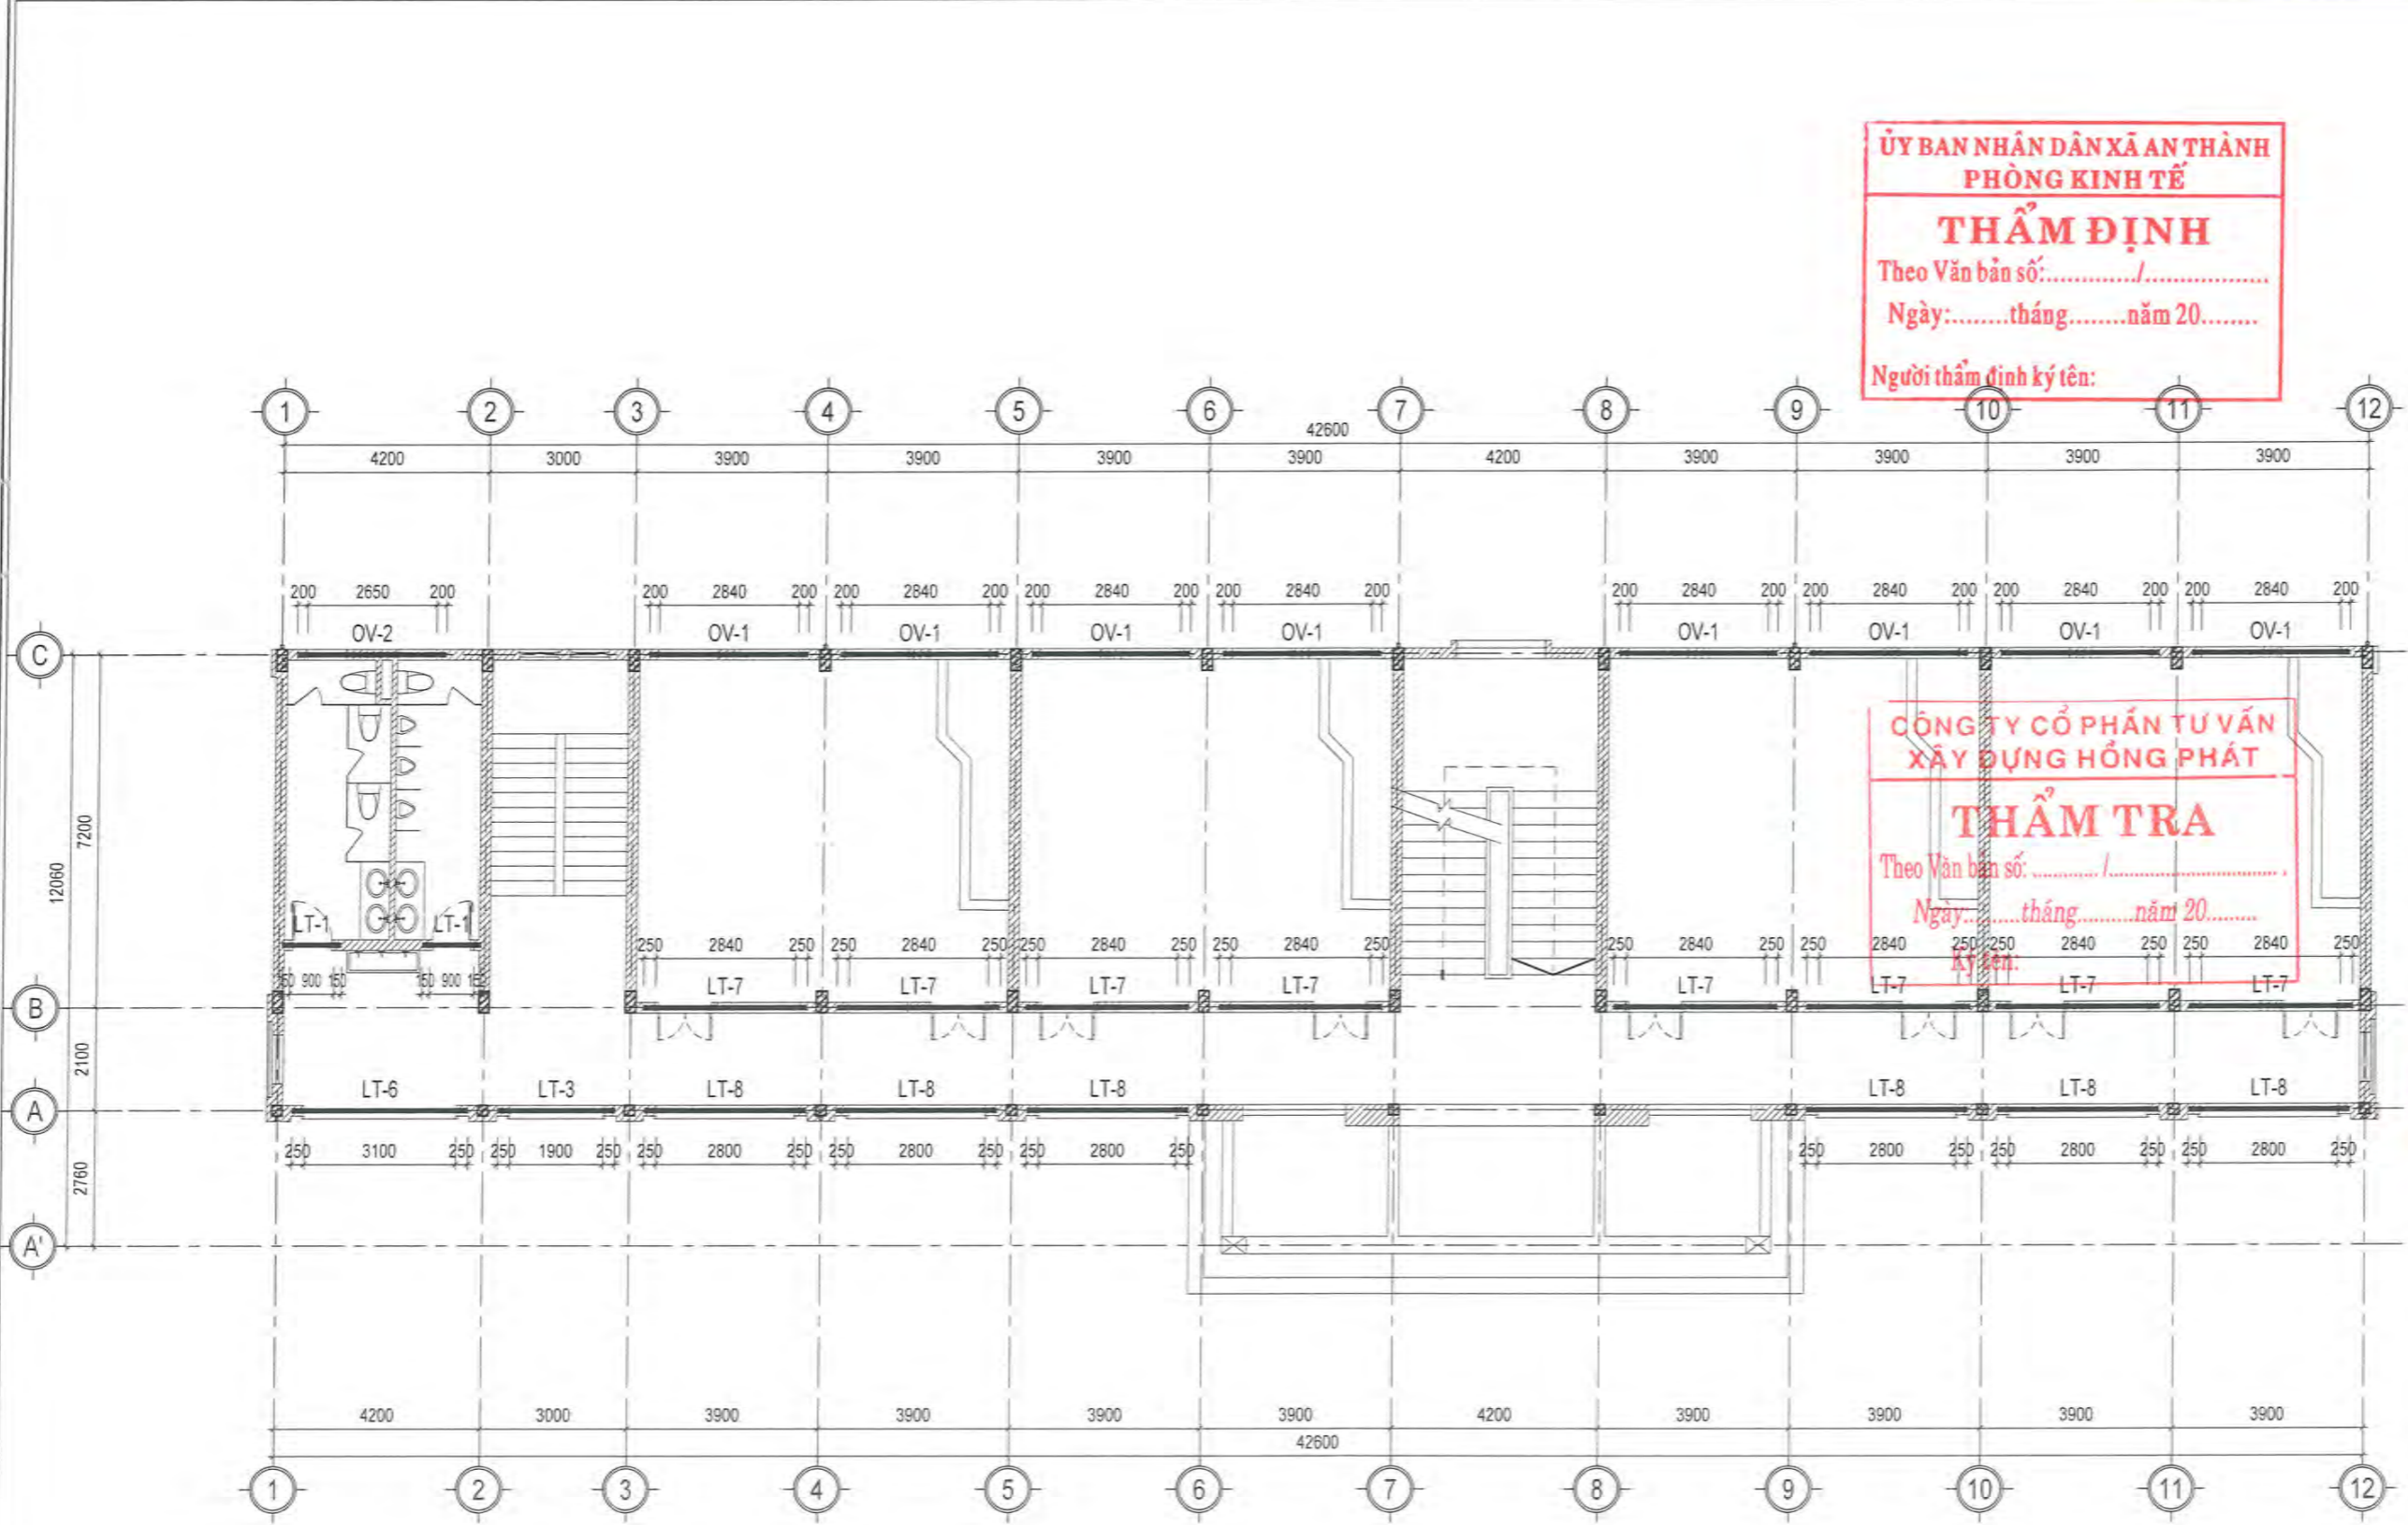 ỦY BAN NHÂN DÂN XÃ AN THÀNH
PHÒNG KINH TẾ
THẨM ĐỊNH
Theo Văn bản số:............./..................
Ngày:........tháng........năm 20........
Người thẩm định ký tên:
1 2 3 4 5 6 7 8 9 10 11 12
42600
4200 3000 3900 3900 3900 3900 4200 3900 3900 3900 3900
200 2650 200 200 2840 200 200 2840 200 200 2840 200 200 2840 200 200 2840 200 200 2840 200 200 2840 200 200 2840 200
OV-2 OV-1 OV-1 OV-1 OV-1 OV-1 OV-1 OV-1 OV-1
C
CÔNG TY CỔ PHẦN TƯ VẤN
XÂY DỰNG HỒNG PHÁT
THẨM TRA
Theo Văn bản số: ............ /...............................
Ngày:........tháng........năm 20........
Ký tên:
7200
12060
LT-1 LT-1
250 2840 250 250 2840 250 250 2840 250 250 2840 250 250 2840 250 250 2840 250 250 2840 250 250 2840 250
150 900 150 150 900 150
LT-7 LT-7 LT-7 LT-7 LT-7 LT-7 LT-7 LT-7
B
2100
LT-6 LT-3 LT-8 LT-8 LT-8 LT-8 LT-8 LT-8
A
250 3100 250 250 1900 250 250 2800 250 250 2800 250 250 2800 250 250 2800 250 250 2800 250 250 2800 250
2760
A'
4200 3000 3900 3900 3900 3900 4200 3900 3900 3900 3900
42600
1 2 3 4 5 6 7 8 9 10 11 12